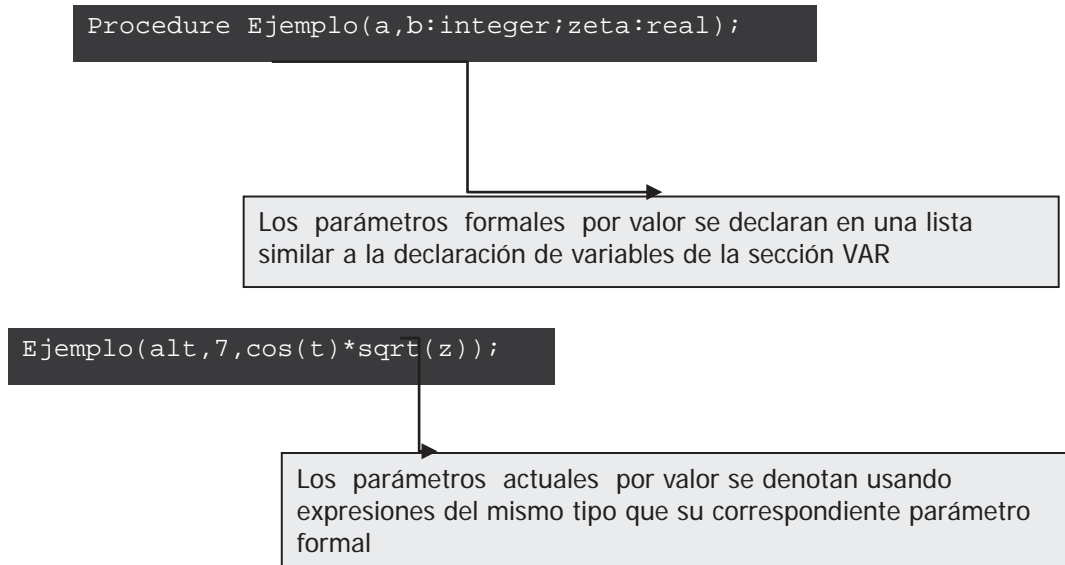 Procedure Ejemplo(a,b:integer;zeta:real);
Los parámetros formales por valor se declaran en una lista
similar a la declaración de variables de la sección VAR
Ejemplo(alt,7,cos(t)*sqrt(z));
Los parámetros actuales por valor se denotan usando
expresiones del mismo tipo que su correspondiente parámetro
formal